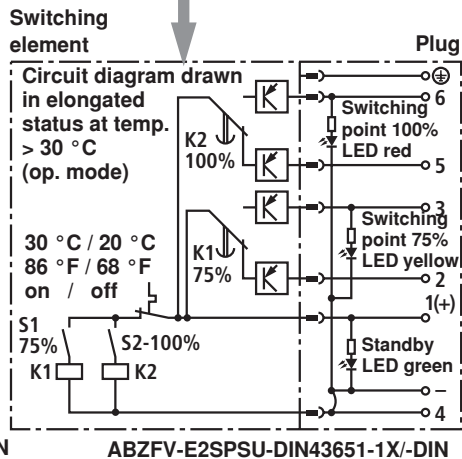 Switching
element
Plug
Circuit diagram drawn
in elongated
status at temp.
> 30 °C
(op. mode)
K2
100%
6
Switching
point 100%
LED red
5
3
Switching
point 75%
LED yellow
2
30 °C / 20 °C
86 °F / 68 °F
on / off
K1
75%
1(+)
S1
75%
S2-100%
K1
K2
Standby
LED green
–
4
N
ABZFV-E2SPSU-DIN43651-1X/-DIN